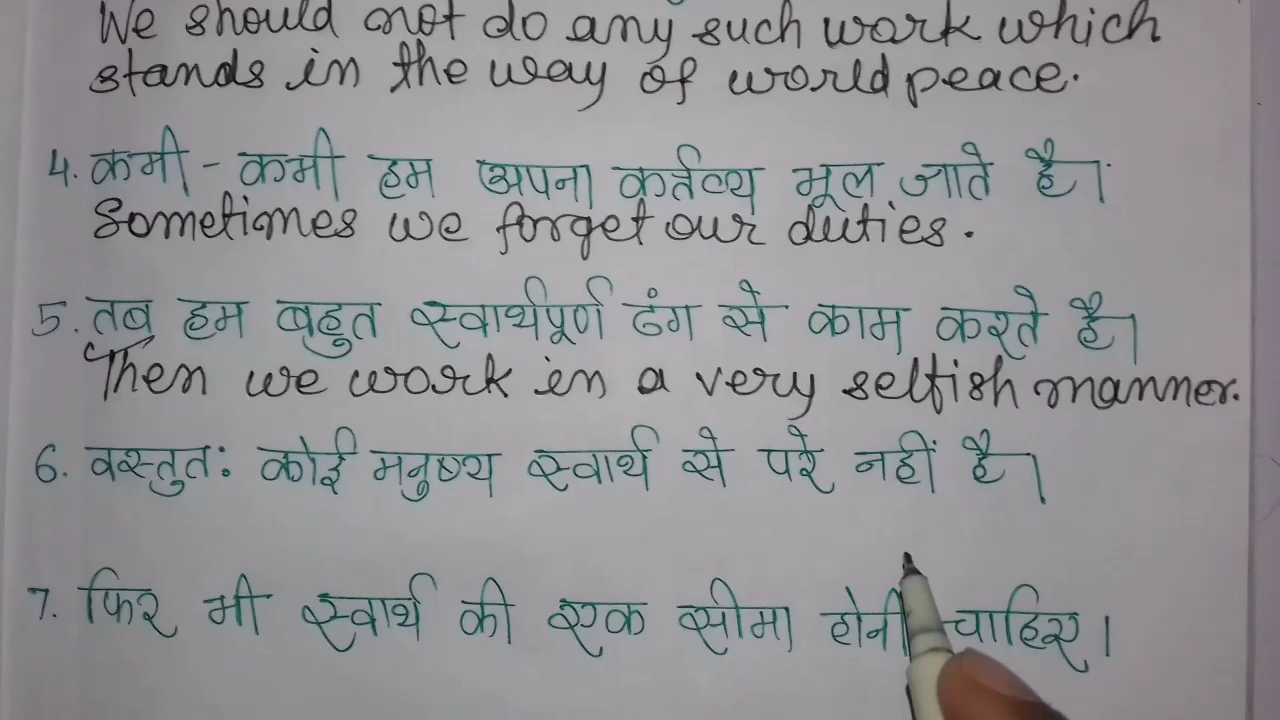 We should not do any such work which
stands in the way of world peace.
4. कभी - कभी हम अपना कर्तव्य भूल जाते है।
Sometimes we forget our duties.
5. तब हम बहुत स्वार्थपूर्ण ढंग से काम करते है।
Then we work in a very selfish manner.
6. वस्तुतः कोई मनुष्य स्वार्थ से परे नहीं है।
7. फिर भी स्वार्थ की एक सीमा होनी चाहिए।